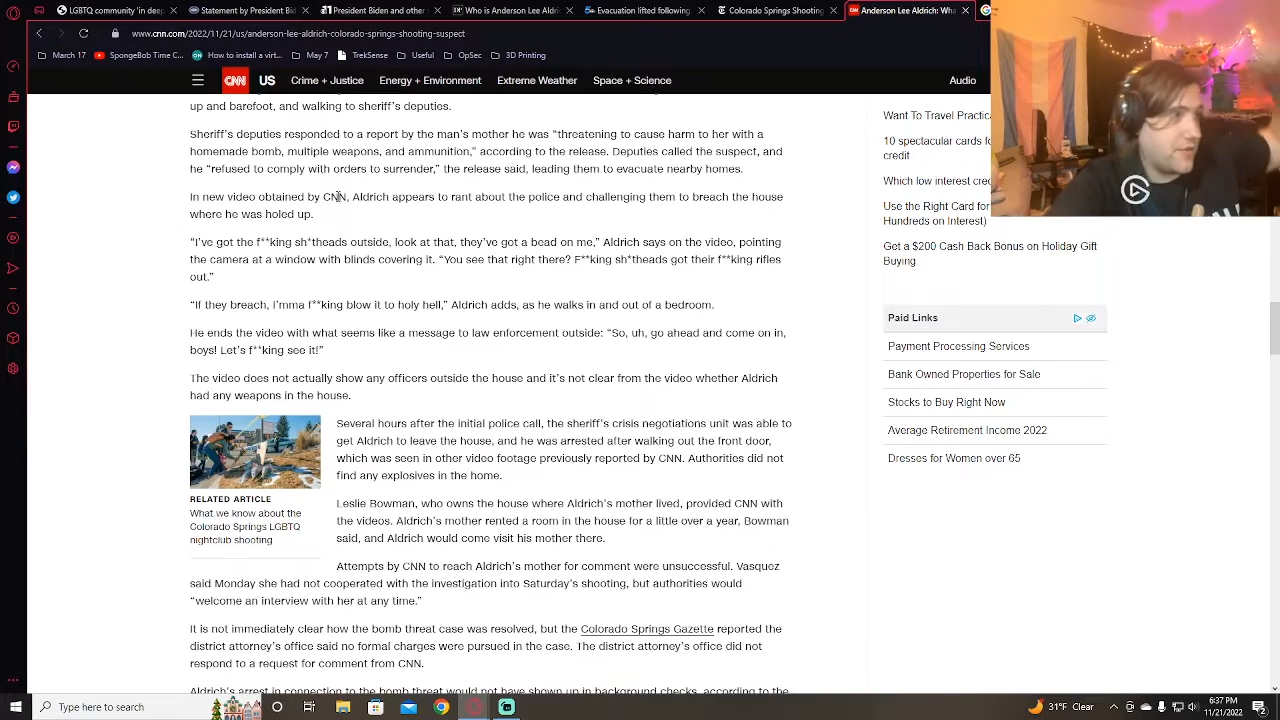 LGBTQ community 'in deep
Statement by President Bid
President Biden and other
Who is Anderson Lee Aldri
Evacuation lifted following
Colorado Springs Shooting
Anderson Lee Aldrich: Wha
www.cnn.com/2022/11/21/us/anderson-lee-aldrich-colorado-springs-shooting-suspect
March 17
SpongeBob Time C...
How to install a virt...
May 7
TrekSense
Useful
OpSec
3D Printing
CNN
US
Crime + Justice
Energy + Environment
Extreme Weather
Space + Science
Audio
up and barefoot, and walking to sheriff's deputies.
Sheriff's deputies responded to a report by the man's mother he was “threatening to cause harm to her with a
homemade bomb, multiple weapons, and ammunition,” according to the release. Deputies called the suspect, and
he “refused to comply with orders to surrender,” the release said, leading them to evacuate nearby homes.
In new video obtained by CNN, Aldrich appears to rant about the police and challenging them to breach the house
where he was holed up.
“I've got the f**king sh*theads outside, look at that, they've got a bead on me,” Aldrich says on the video, pointing
the camera at a window with blinds covering it. “You see that right there? F**king sh*theads got their f**king rifles
out.”
“If they breach, I'mma f**king blow it to holy hell,” Aldrich adds, as he walks in and out of a bedroom.
He ends the video with what seems like a message to law enforcement outside: “So, uh, go ahead and come on in,
boys! Let's f**king see it!”
The video does not actually show any officers outside the house and it's not clear from the video whether Aldrich
had any weapons in the house.
Several hours after the initial police call, the sheriff's crisis negotiations unit was able to
get Aldrich to leave the house, and he was arrested after walking out the front door,
which was seen in other video footage previously reported by CNN. Authorities did not
find any explosives in the home.
RELATED ARTICLE
What we know about the
Colorado Springs LGBTQ
nightclub shooting
Leslie Bowman, who owns the house where Aldrich's mother lived, provided CNN with
the videos. Aldrich's mother rented a room in the house for a little over a year, Bowman
said, and Aldrich would come visit his mother there.
Attempts by CNN to reach Aldrich's mother for comment were unsuccessful. Vasquez
said Monday she had not cooperated with the investigation into Saturday's shooting, but authorities would
“welcome an interview with her at any time.”
It is not immediately clear how the bomb threat case was resolved, but the Colorado Springs Gazette reported the
district attorney's office said no formal charges were pursued in the case. The district attorney's office did not
respond to a request for comment from CNN.
Aldrich's arrest in connection to the bomb threat would not have shown up in background checks, according to the
Want To Travel Practica
10 spectacular cards fo
credit
Which low interest cred
Use the Right Card for
Hundreds on Interest)
Get a $200 Cash Back Bonus on Holiday Gift
Buying
Paid Links
Payment Processing Services
Bank Owned Properties for Sale
Stocks to Buy Right Now
Average Retirement Income 2022
Dresses for Women over 65
Type here to search
31°F Clear
6:37 PM
11/21/2022